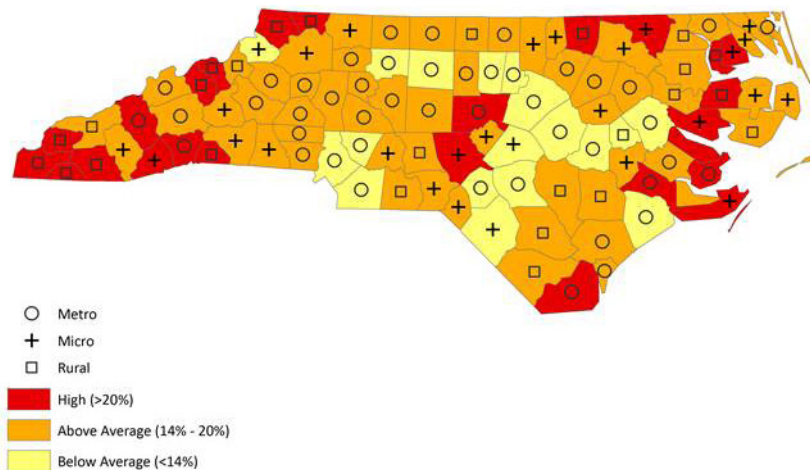 Metro
Micro
Rural
High (>20%)
Above Average (14% - 20%)
Below Average (<14%)